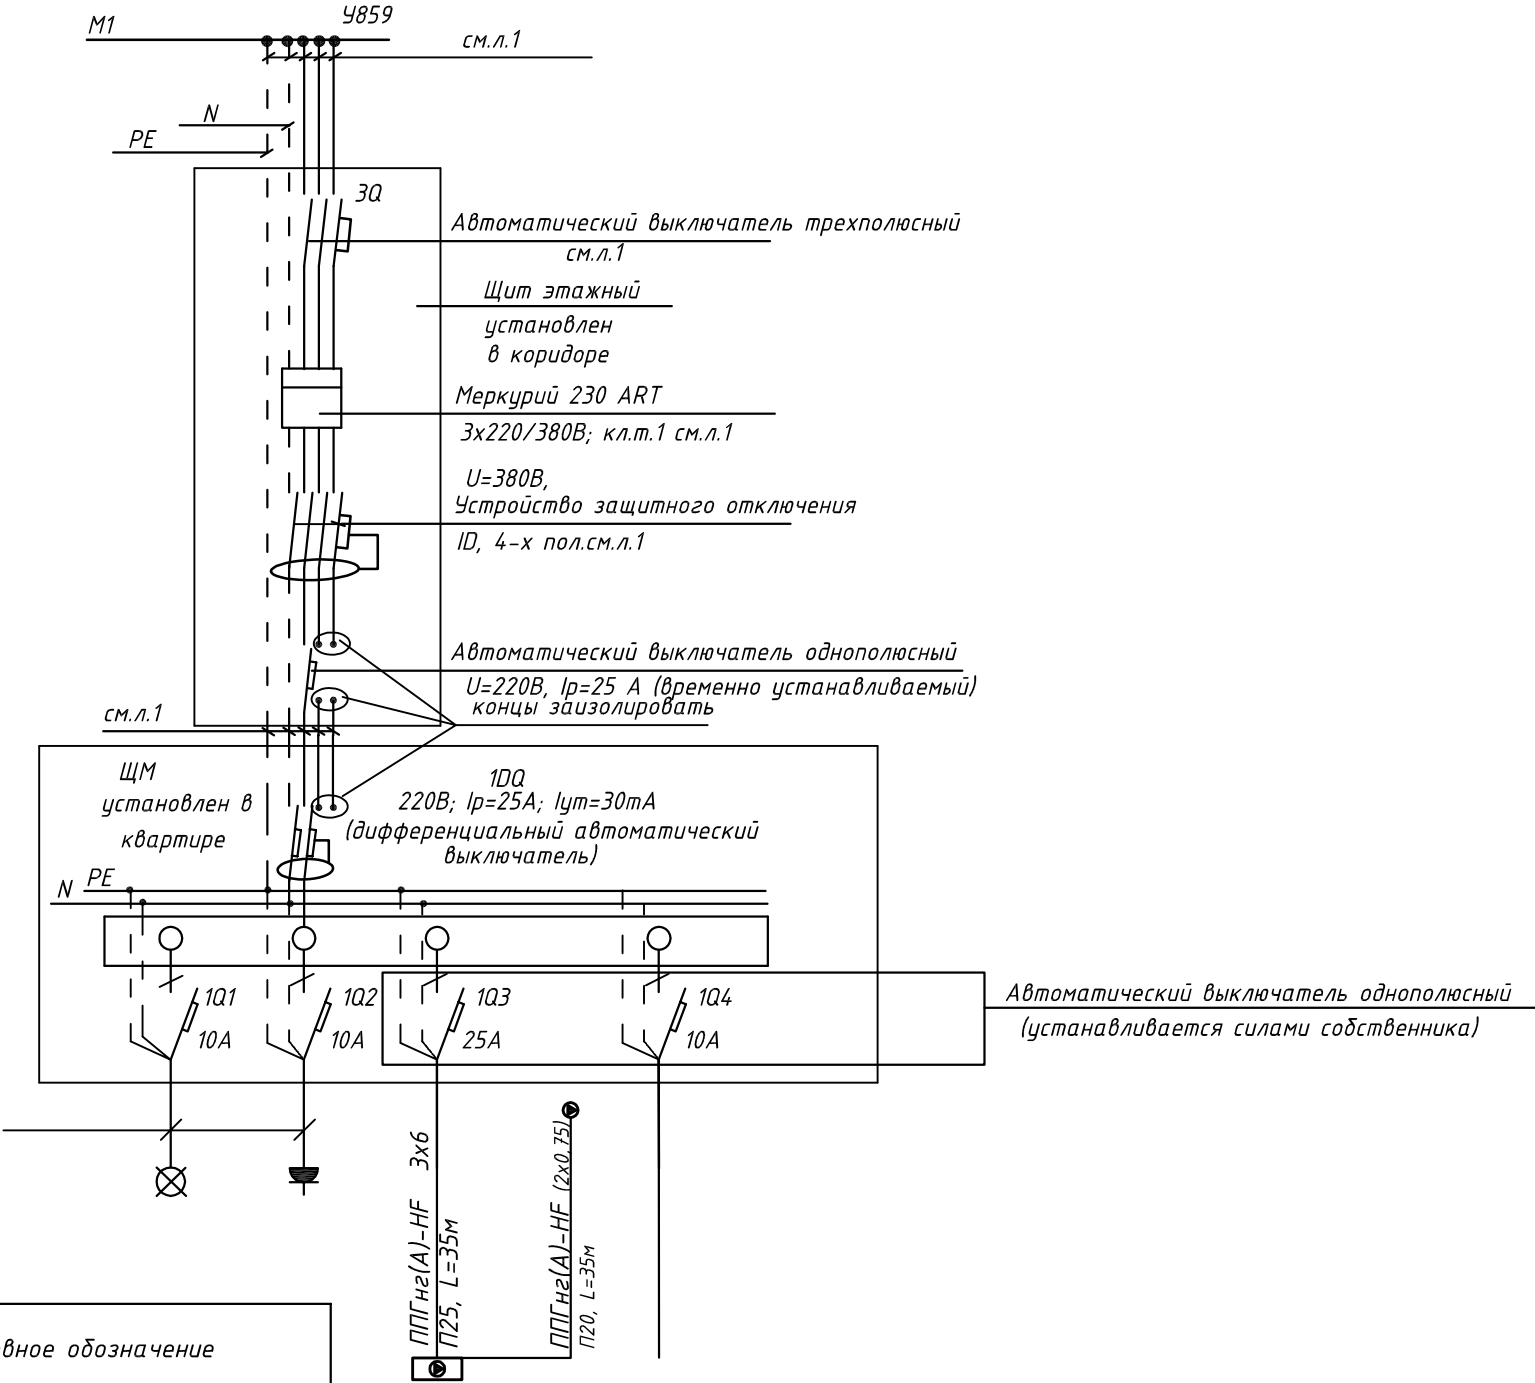 М1
У859
см.л.1
N
PE
3Q
Автоматический выключатель трехполюсный
см.л.1
Щит этажный
установлен
в коридоре
Меркурий 230 ART
3х220/380В; кл.т.1 см.л.1
U=380В,
Устройство защитного отключения
ID, 4-х пол.см.л.1
Автоматический выключатель однополюсный
U=220В, Iр=25 А (временно устанавливаемый)
концы заизолировать
см.л.1
ЩМ
установлен в
квартире
1DQ
220В; Iр=25А; Iут=30mA
(дифференциальный автоматический
выключатель)
PE
N
1Q1
10А
1Q2
10А
1Q3
25А
1Q4
10А
Автоматический выключатель однополюсный
(устанавливается силами собственника)
ППГнг(А)-HF 3х6
П25, L=35м
ППГнг(А)-HF (2х0,75)
П20, L=35м
вное обозначение